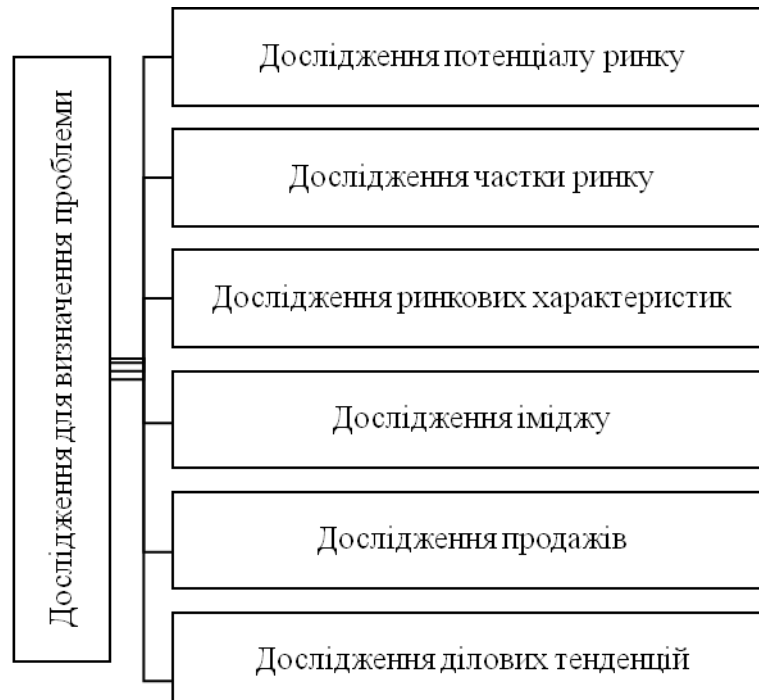 Дослідження для визначення проблеми
Дослідження потенціалу ринку
Дослідження частки ринку
Дослідження ринкових характеристик
Дослідження іміджу
Дослідження продажів
Дослідження ділових тенденцій